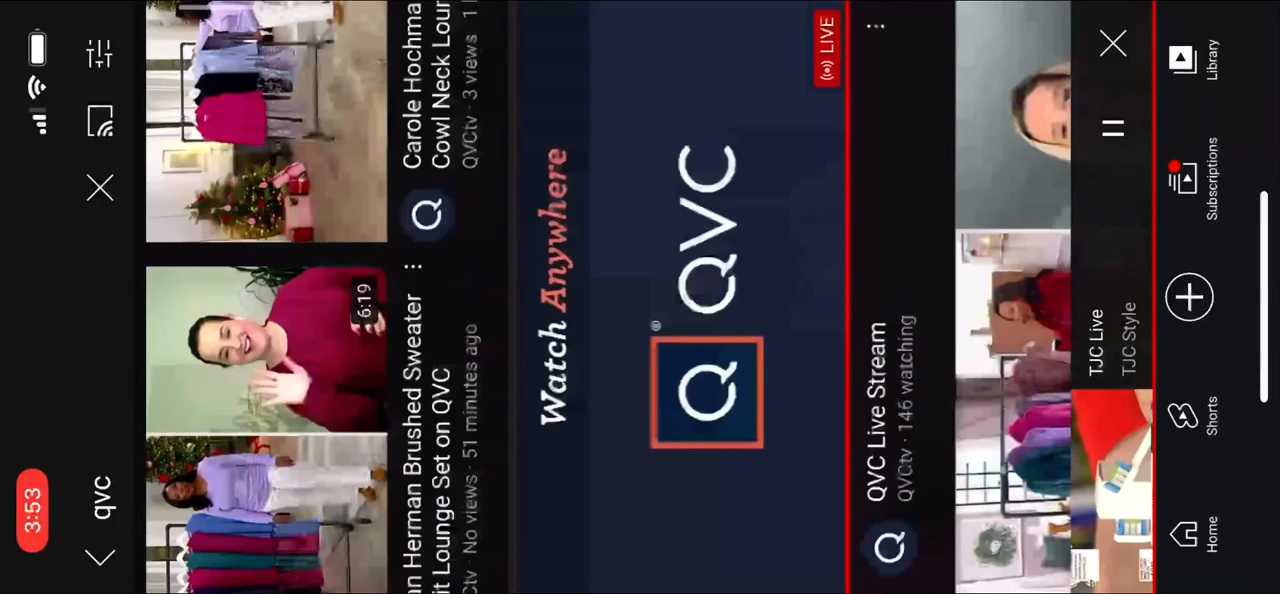 3:53
qvc
6:19
an Herman Brushed Sweater
it Lounge Set on QVC
Ctv · No views · 51 minutes ago
Carole Hochma
Cowl Neck Lour
QVCtv · 3 views · 1
Watch Anywhere
Q QVC®
LIVE
QVC Live Stream
QVCtv · 146 watching
TJC Live
TJC Style
Home
Shorts
Subscriptions
Library